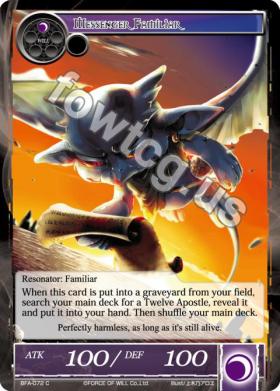 Messenger Familiar
WILL
fowtcg.us
Resonator: Familiar
When this card is put into a graveyard from your field,
search your main deck for a Twelve Apostle, reveal it
and put it into your hand. Then shuffle your main deck.
Perfectly harmless, as long as it's still alive.
ATK 100 / DEF 100
BFA-072 C ©FORCE OF WILL Co.,Ltd.